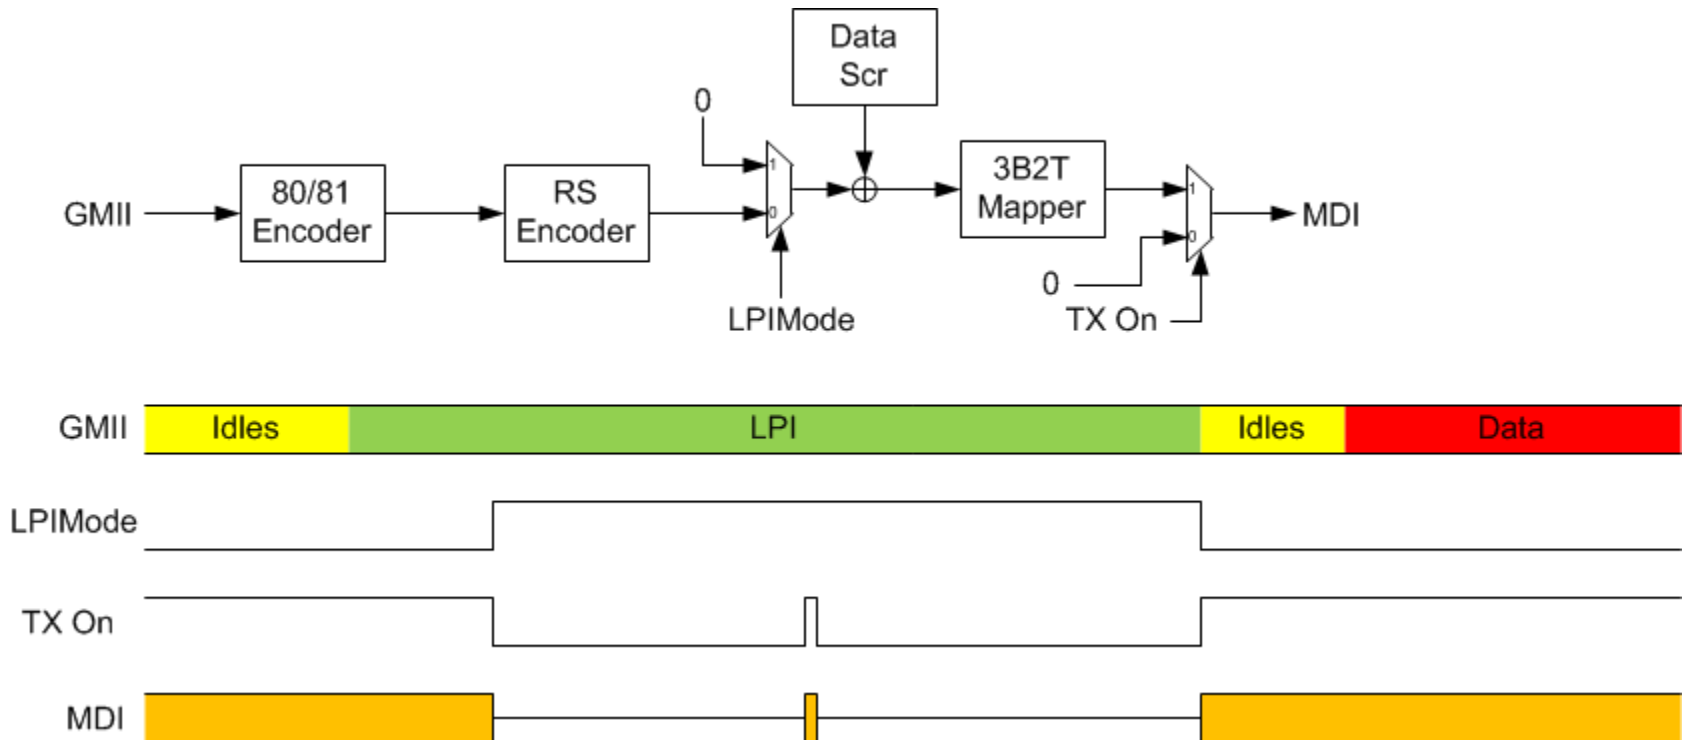 Data
Scr
0
1
GMII
80/81
Encoder
RS
Encoder
0
3B2T
Mapper
1
0
MDI
0
LPIMode
TX On
GMII
Idles
LPI
Idles
Data
LPIMode
TX On
MDI